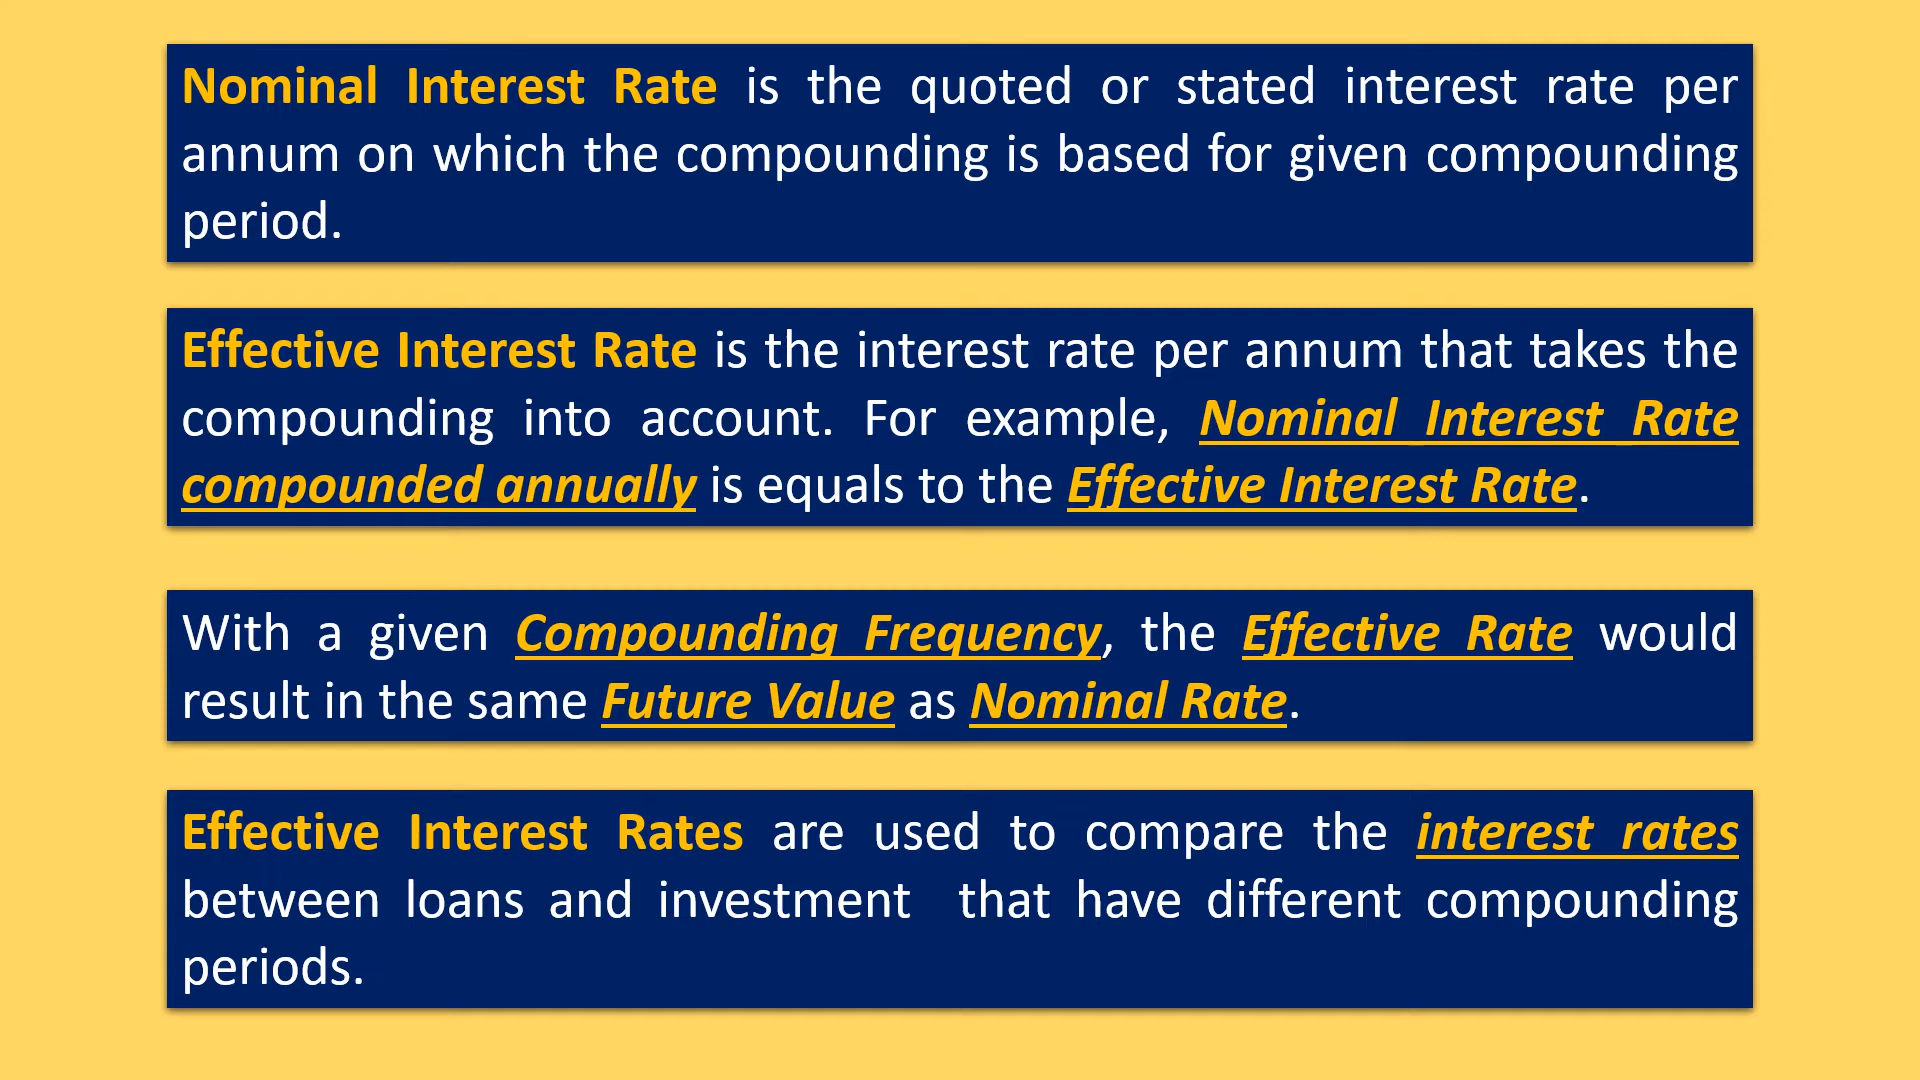 Nominal Interest Rate is the quoted or stated interest rate per
annum on which the compounding is based for given compounding
period.
Effective Interest Rate is the interest rate per annum that takes the
compounding into account. For example, Nominal Interest Rate
compounded annually is equals to the Effective Interest Rate.
With a given Compounding Frequency, the Effective Rate would
result in the same Future Value as Nominal Rate.
Effective Interest Rates are used to compare the interest rates
between loans and investment that have different compounding
periods.